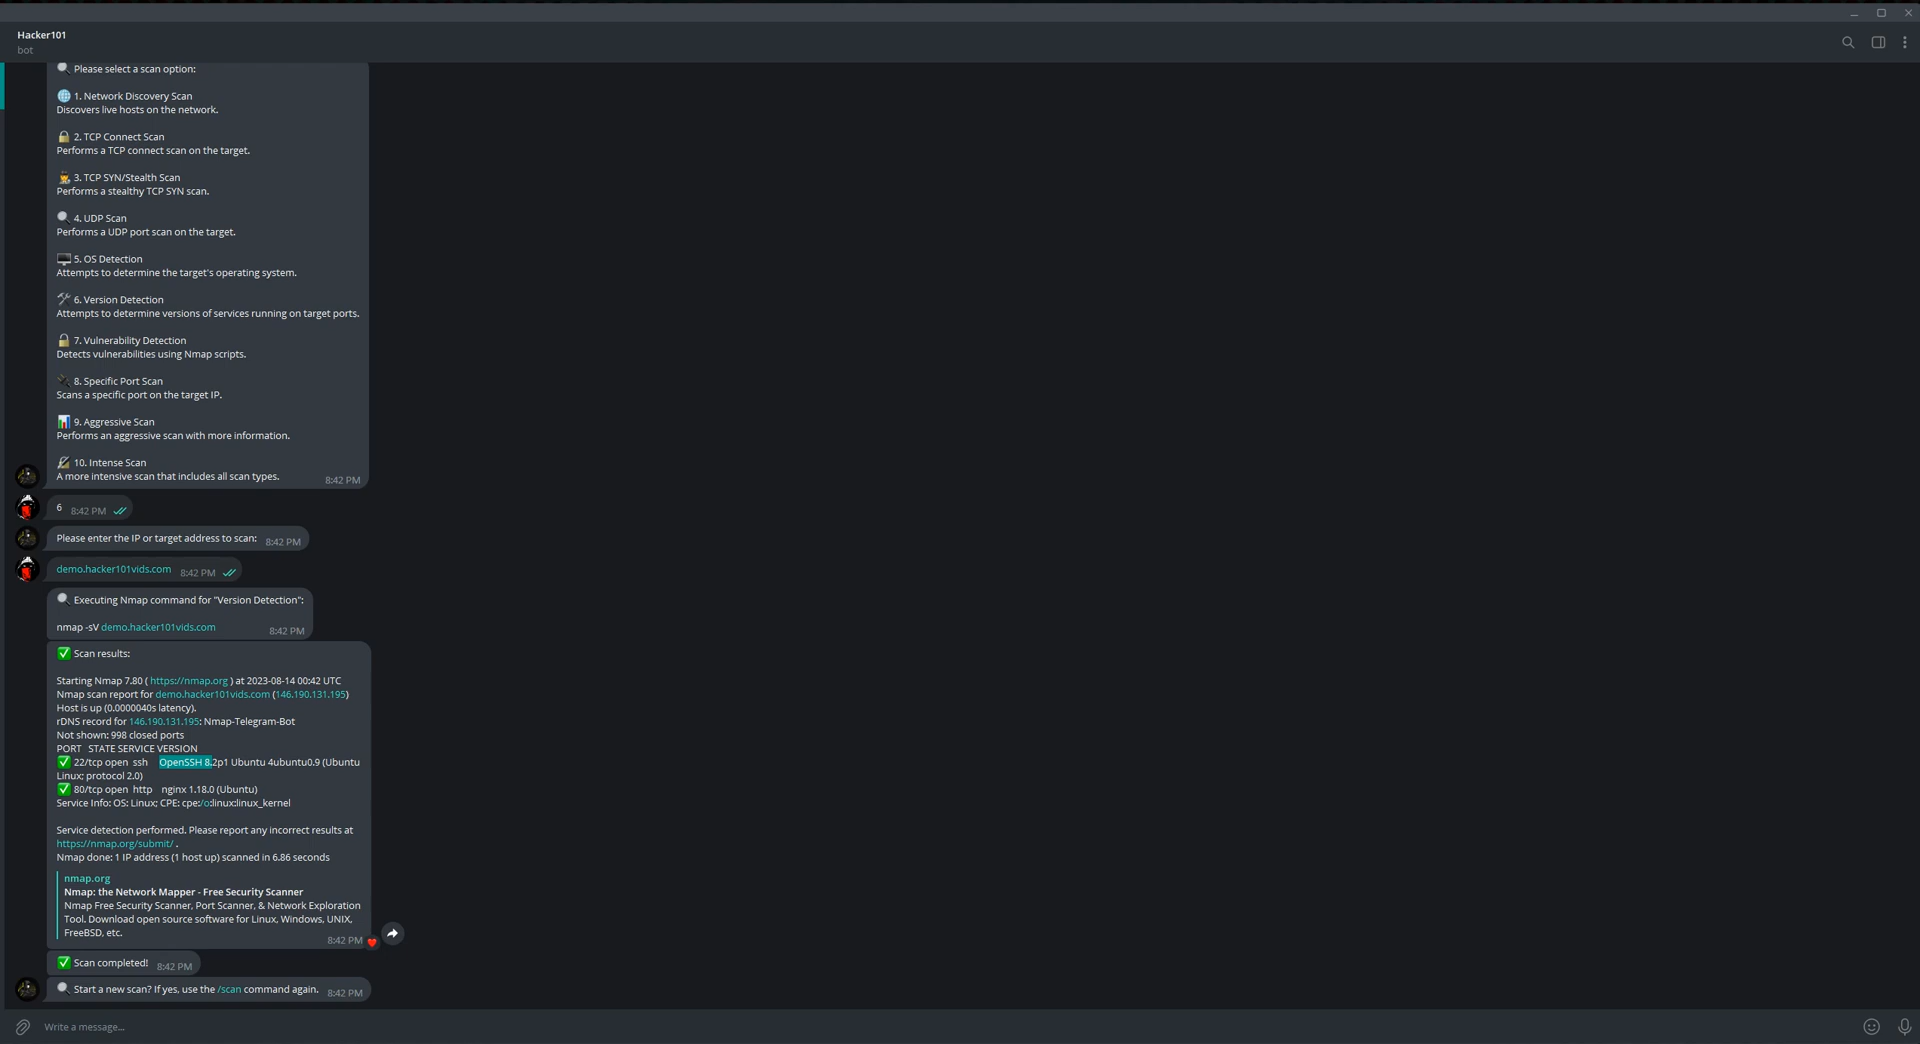 Hacker101
bot
Please select a scan option:
1. Network Discovery Scan
Discovers live hosts on the network.
2. TCP Connect Scan
Performs a TCP connect scan on the target.
3. TCP SYN/Stealth Scan
Performs a stealthy TCP SYN scan.
4. UDP Scan
Performs a UDP port scan on the target.
5. OS Detection
Attempts to determine the target's operating system.
6. Version Detection
Attempts to determine versions of services running on target ports.
7. Vulnerability Detection
Detects vulnerabilities using Nmap scripts.
8. Specific Port Scan
Scans a specific port on the target IP.
9. Aggressive Scan
Performs an aggressive scan with more information.
10. Intense Scan
A more intensive scan that includes all scan types. 8:42 PM
6 8:42 PM
Please enter the IP or target address to scan: 8:42 PM
demo.hacker101vids.com 8:42 PM
Executing Nmap command for "Version Detection":
nmap -sV demo.hacker101vids.com 8:42 PM
Scan results:
Starting Nmap 7.80 ( https://nmap.org ) at 2023-08-14 00:42 UTC
Nmap scan report for demo.hacker101vids.com (146.190.131.195)
Host is up (0.0000040s latency).
rDNS record for 146.190.131.195: Nmap-Telegram-Bot
Not shown: 998 closed ports
PORT STATE SERVICE VERSION
22/tcp open ssh OpenSSH 8.2p1 Ubuntu 4ubuntu0.9 (Ubuntu
Linux; protocol 2.0)
80/tcp open http nginx 1.18.0 (Ubuntu)
Service Info: OS: Linux; CPE: cpe:/o:linux:linux_kernel
Service detection performed. Please report any incorrect results at
https://nmap.org/submit/ .
Nmap done: 1 IP address (1 host up) scanned in 6.86 seconds
nmap.org
Nmap: the Network Mapper - Free Security Scanner
Nmap Free Security Scanner, Port Scanner, & Network Exploration
Tool. Download open source software for Linux, Windows, UNIX,
FreeBSD, etc.
8:42 PM
Scan completed! 8:42 PM
Start a new scan? If yes, use the /scan command again. 8:42 PM
Write a message...